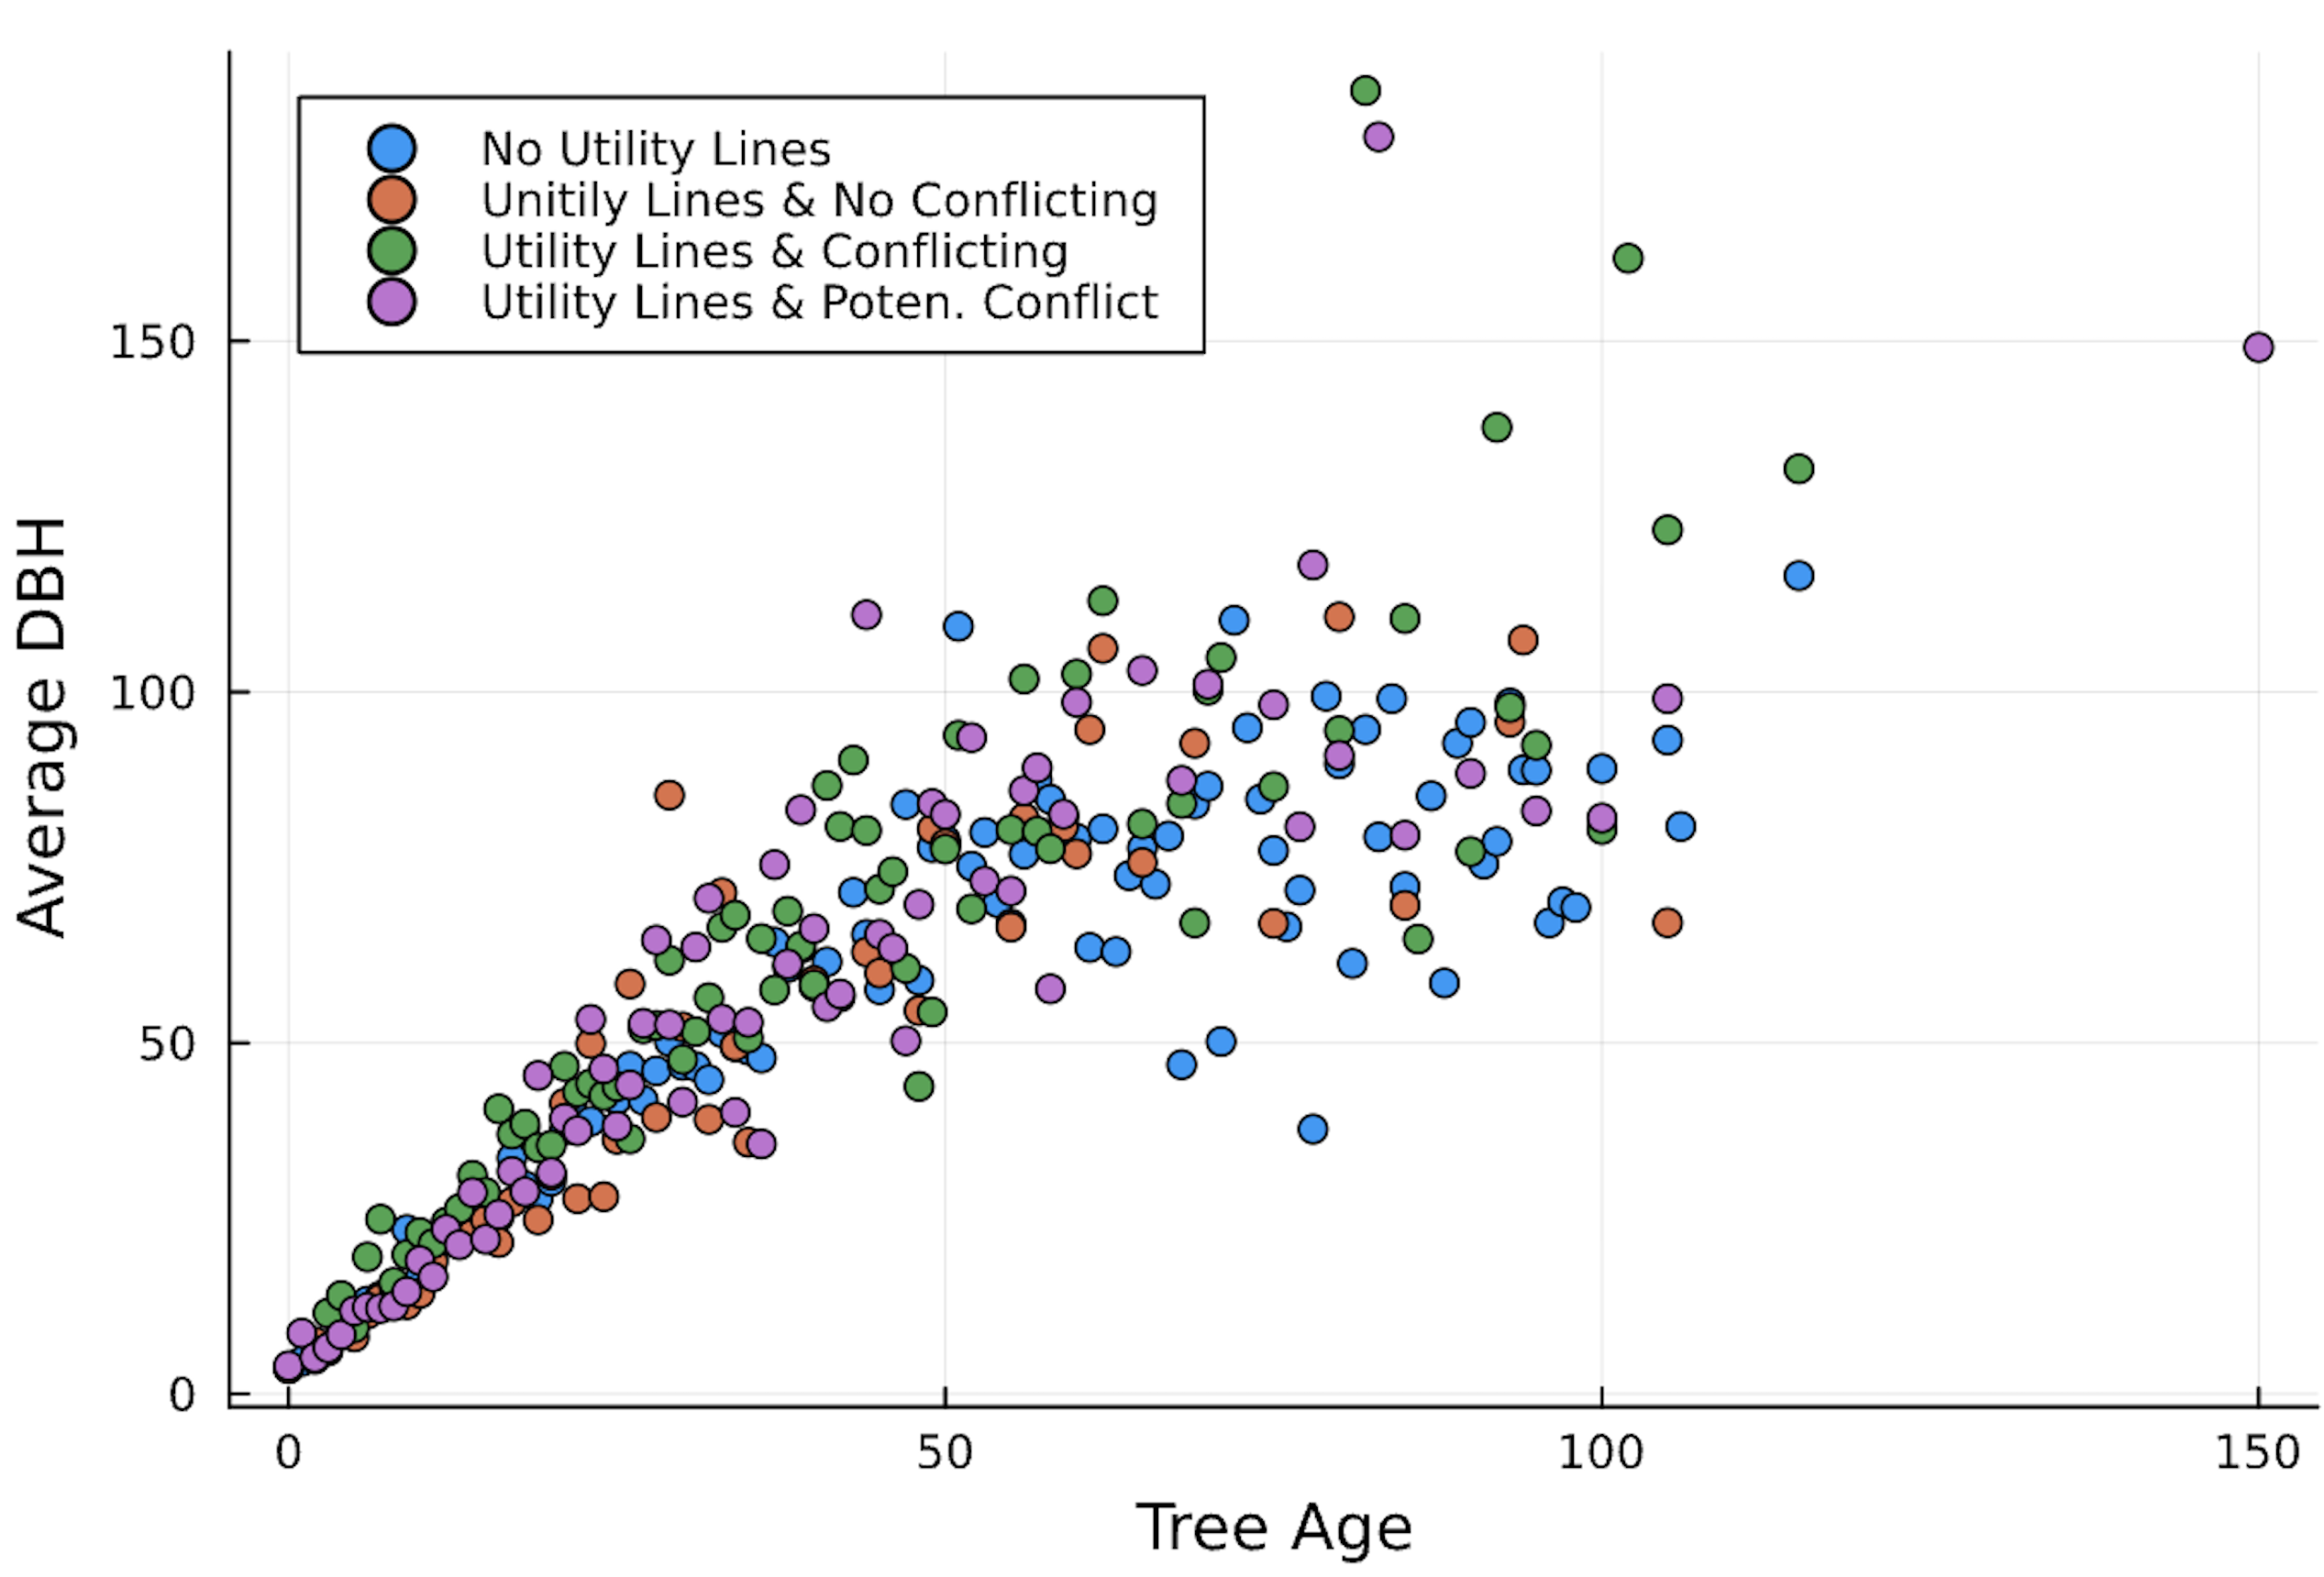 No Utility Lines
Unitily Lines & No Conflicting
Utility Lines & Conflicting
Utility Lines & Poten. Conflict
150
100
50
0
Average DBH
0 50 100 150
Tree Age